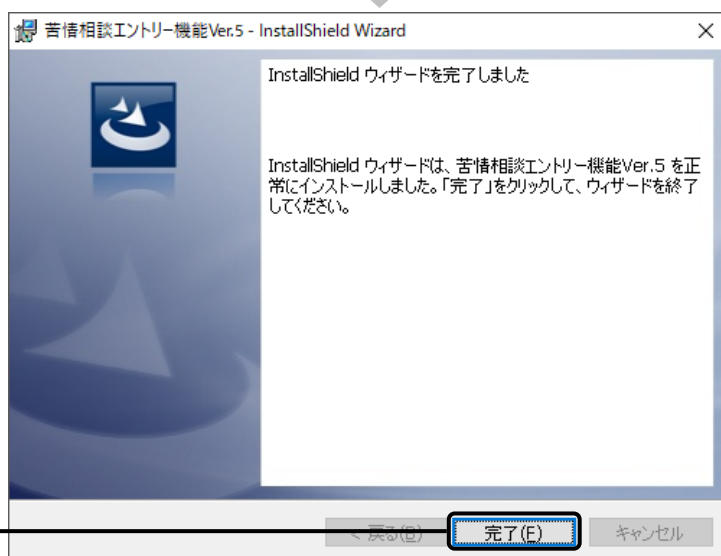 苦情相談エントリー機能Ver.5 - InstallShield Wizard
InstallShield ウィザードを完了しました
InstallShield ウィザードは、苦情相談エントリー機能Ver.5 を正
常にインストールしました。「完了」をクリックして、ウィザードを終了
してください。
< 戻る(B) 完了(F) キャンセル